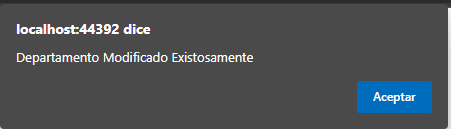 localhost:44392 dice
Departamento Modificado Existosamente
Aceptar